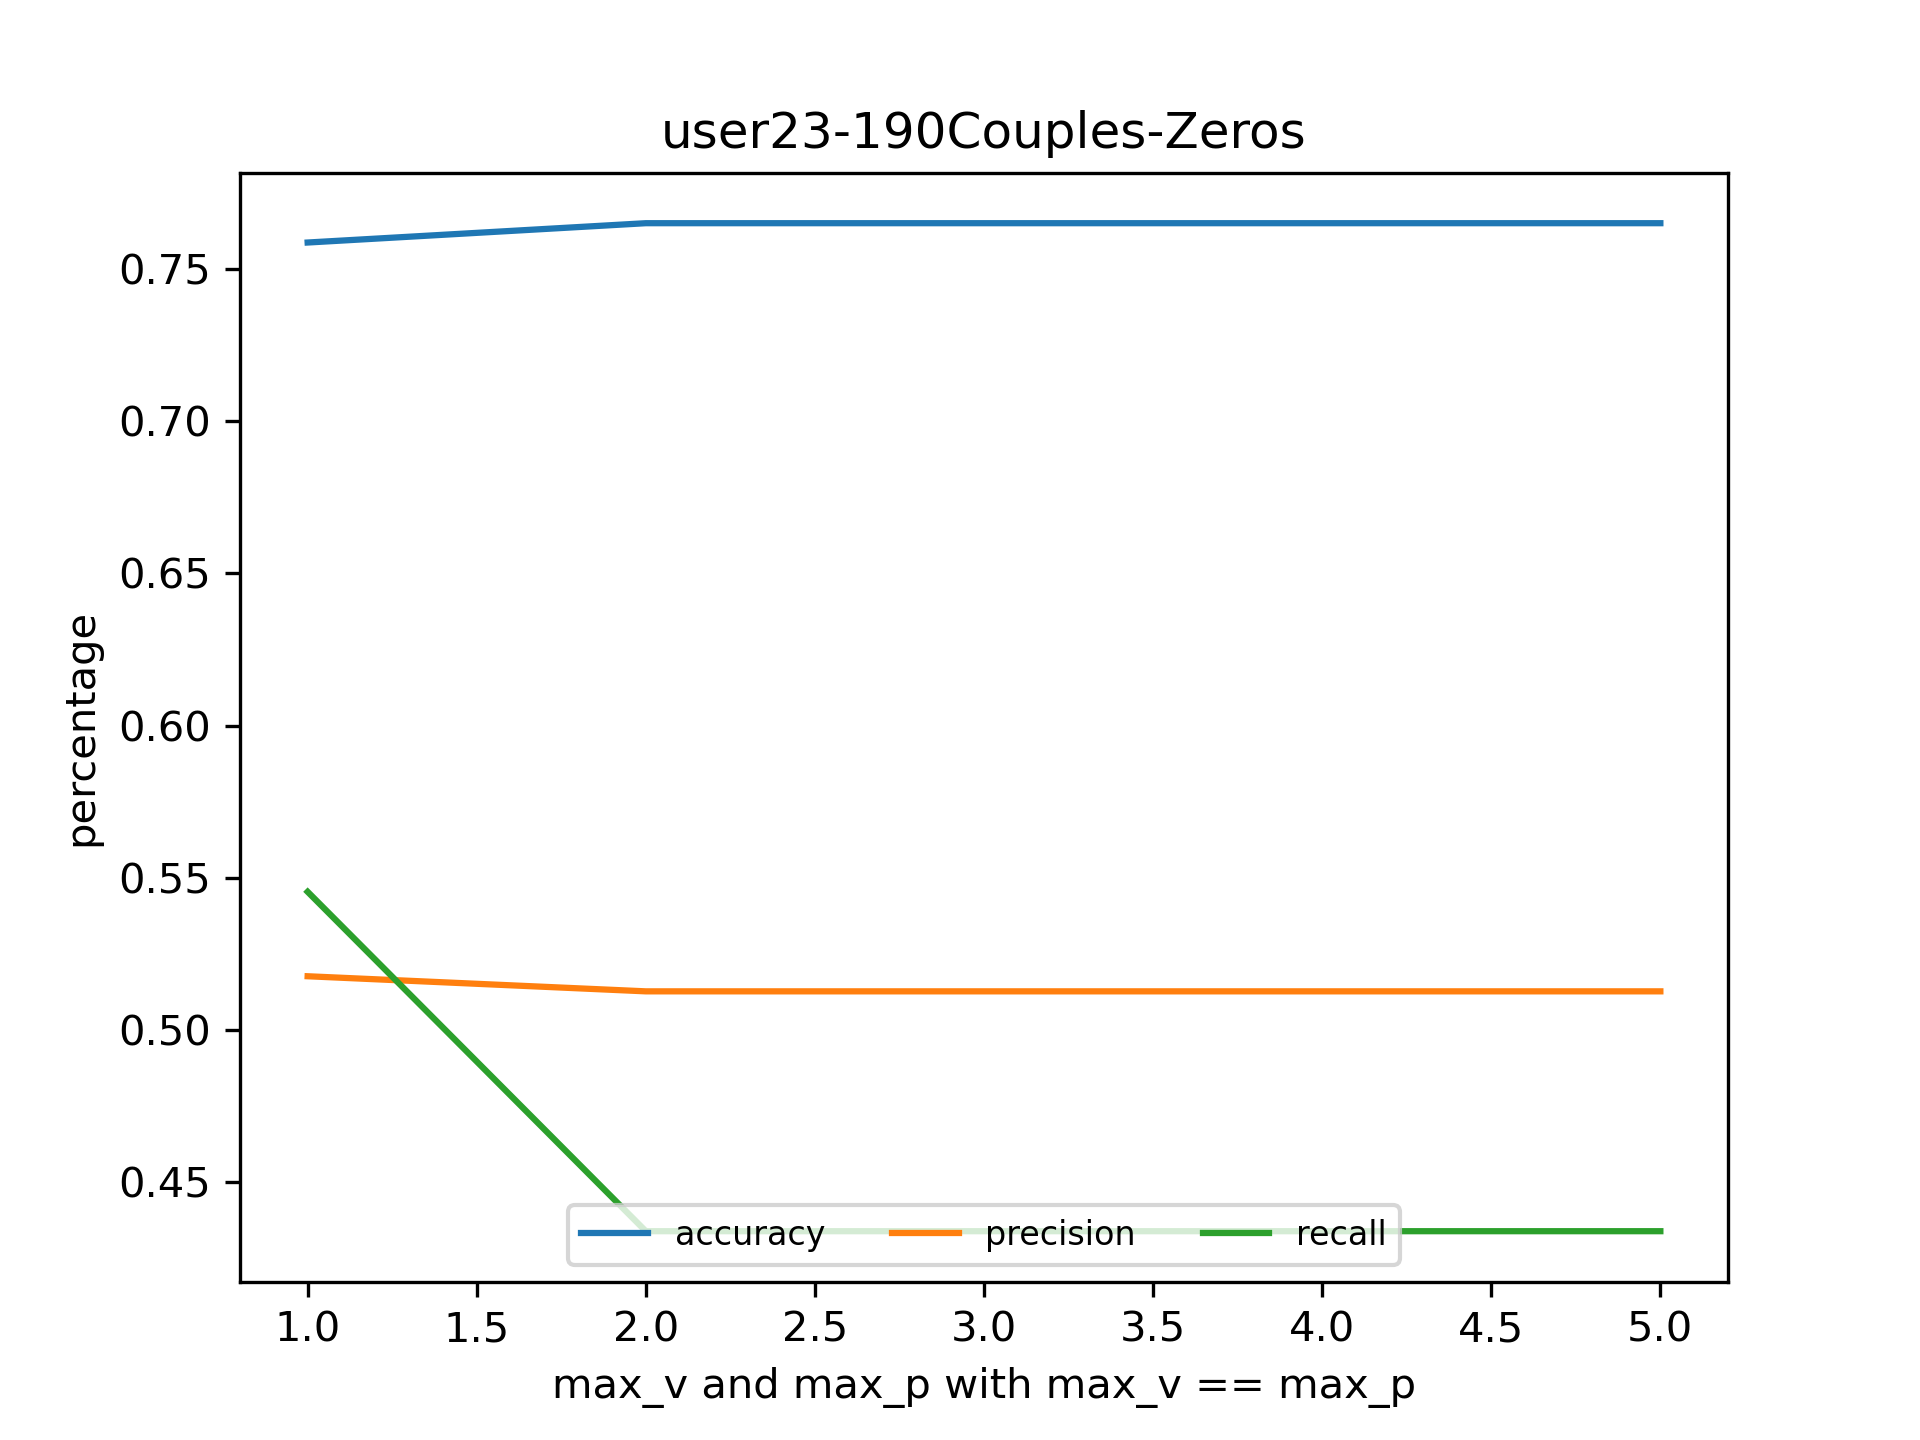 user23-190Couples-Zeros
percentage
0.75
0.70
0.65
0.60
0.55
0.50
0.45
accuracy precision recall
1.0 1.5 2.0 2.5 3.0 3.5 4.0 4.5 5.0
max_v and max_p with max_v == max_p